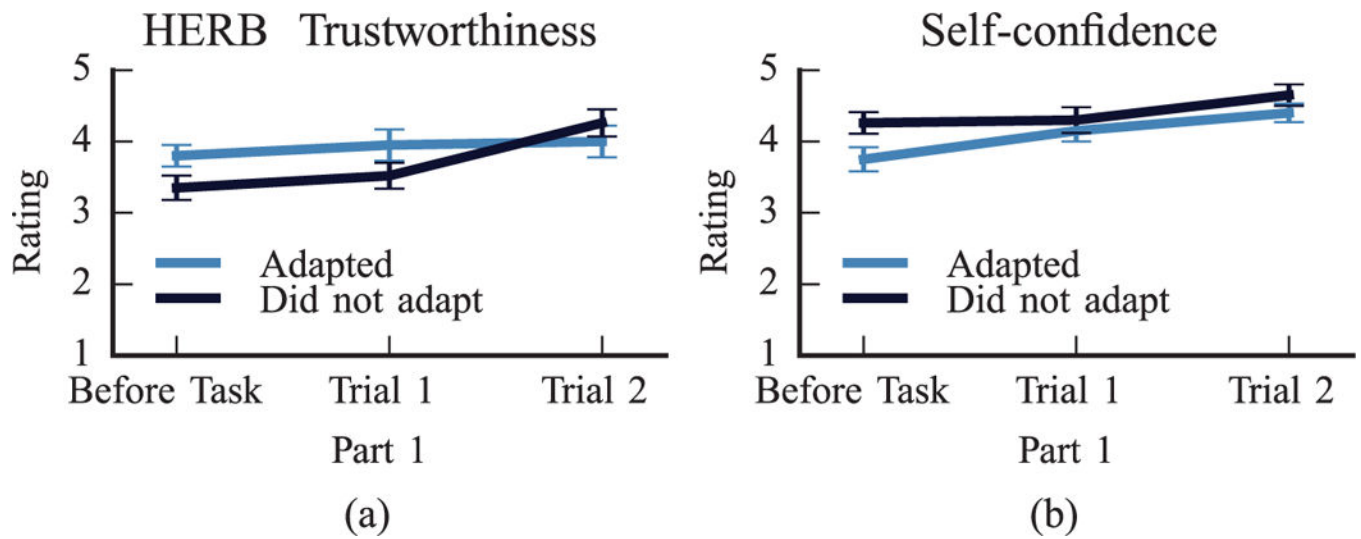 HERB Trustworthiness
5
4
3
2
1
Rating
Adapted
Did not adapt
Before Task Trial 1 Trial 2
Part 1
(a)
Self-confidence
5
4
3
2
1
Rating
Adapted
Did not adapt
Before Task Trial 1 Trial 2
Part 1
(b)